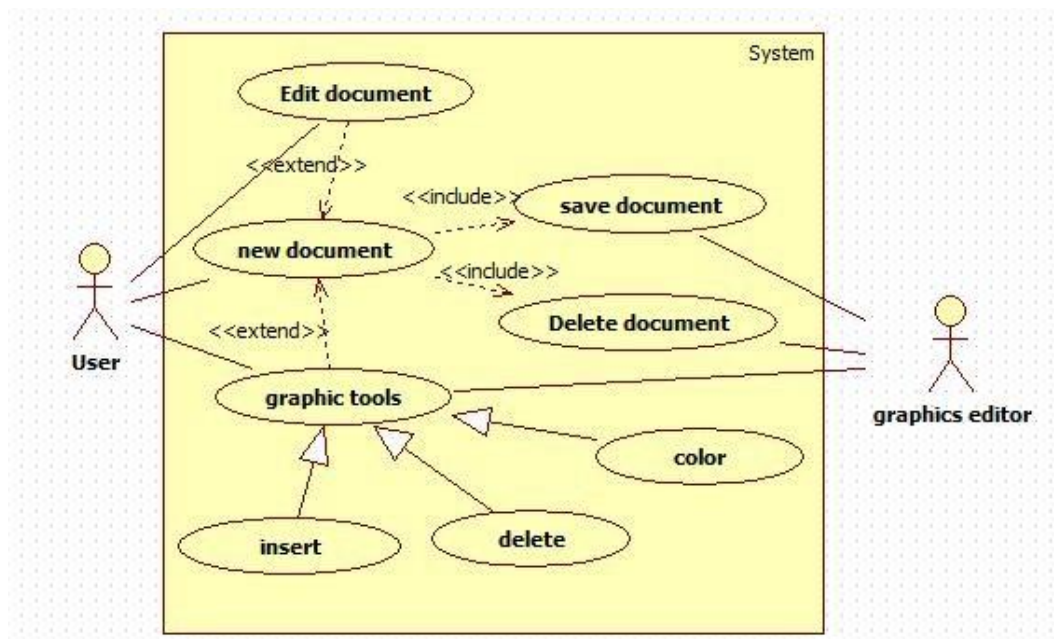 System
Edit document
<<extend>>
<<include>>
save document
new document
<<include>>
Delete document
<<extend>>
User
graphic tools
graphics editor
color
insert
delete